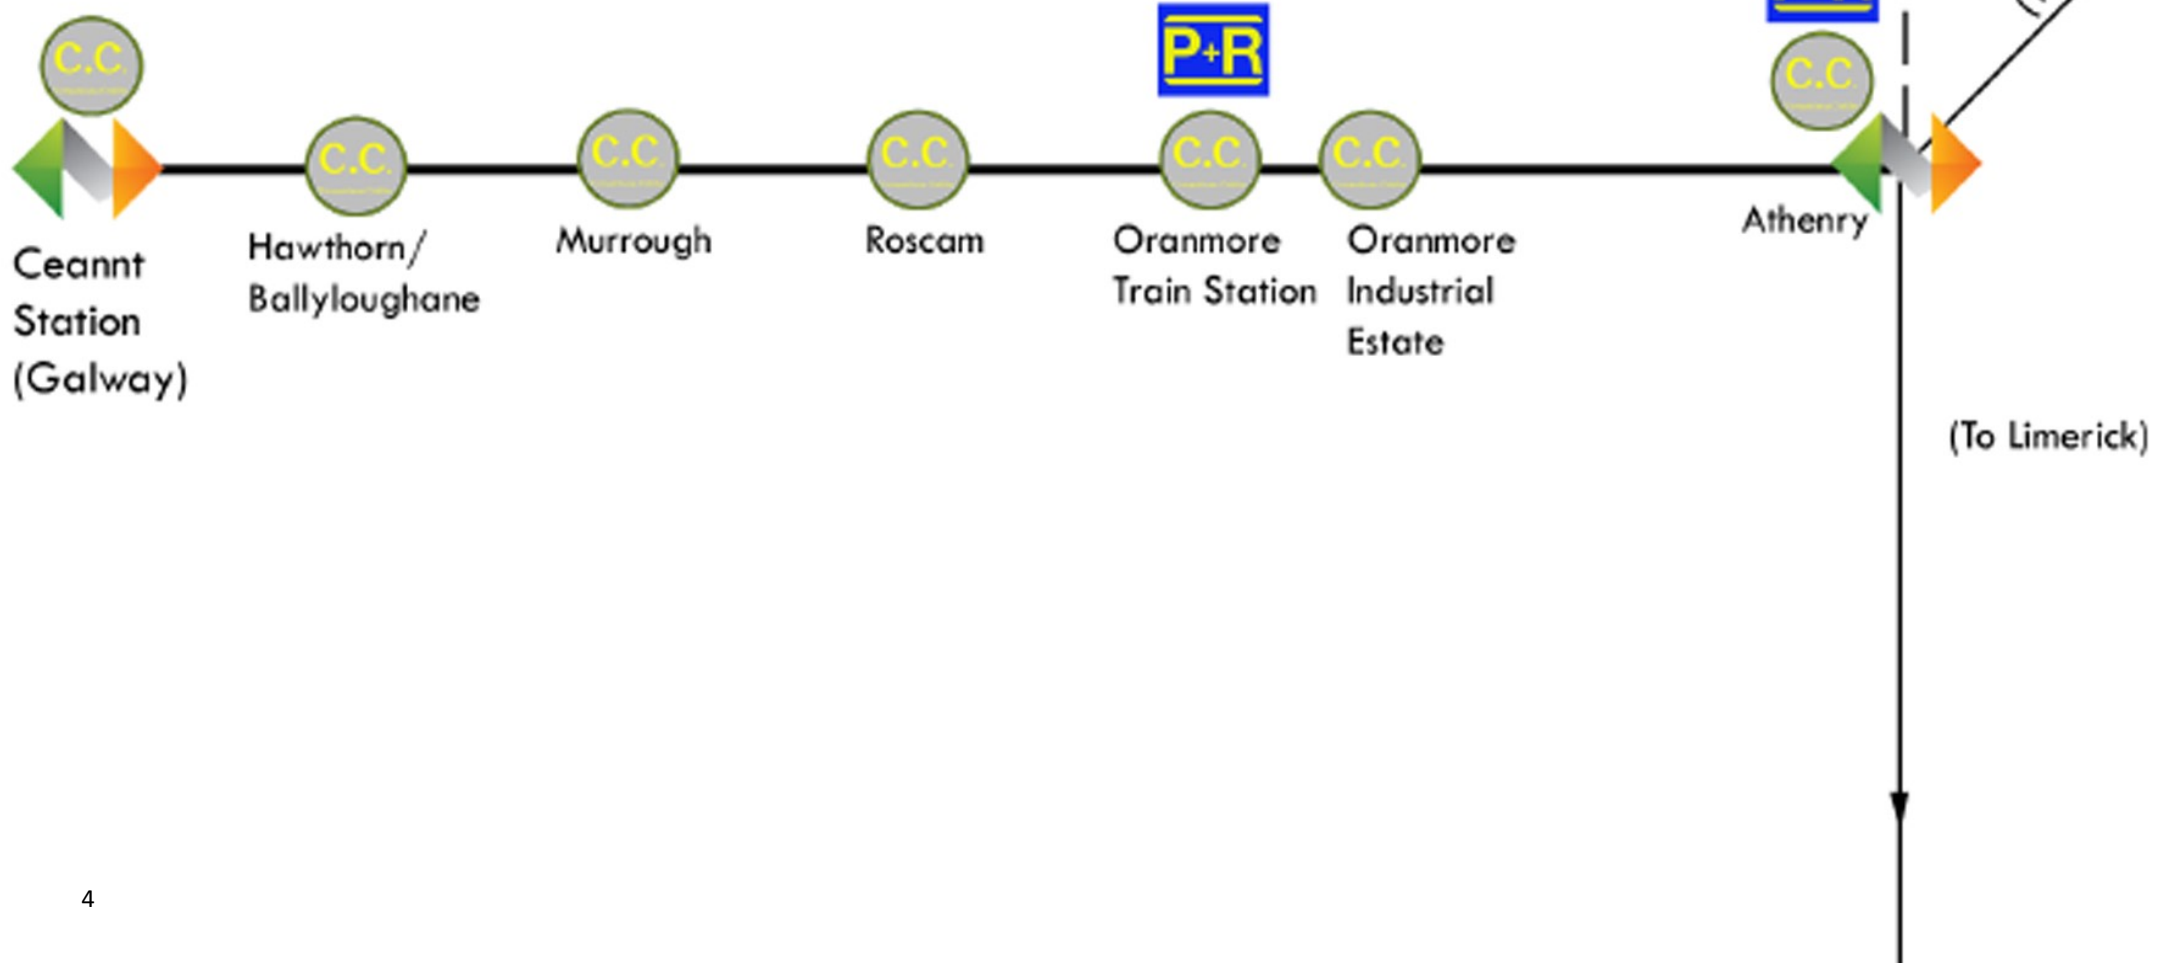 C.C.
P+R
C.C.
C.C.
C.C.
C.C.
C.C.
C.C.
Ceannt
Station
(Galway)
Hawthorn/
Ballyloughane
Murrough
Roscam
Oranmore
Train Station
Oranmore
Industrial
Estate
Athenry
(To Limerick)
4